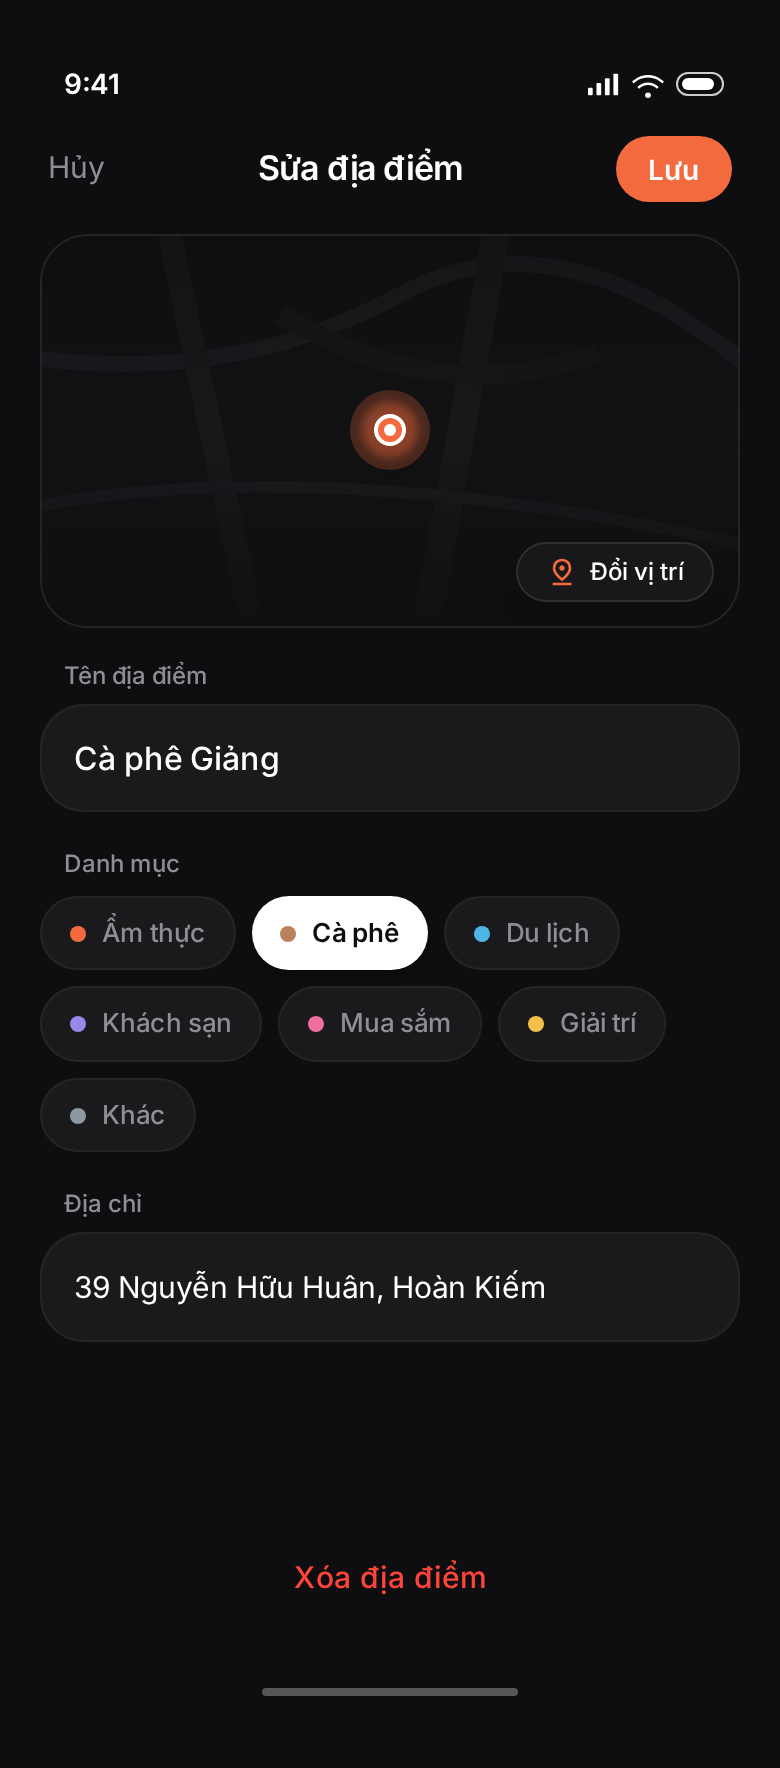 9:41
Hủy
Sửa địa điểm
Lưu
Đổi vị trí
Tên địa điểm
Cà phê Giảng
Danh mục
Ẩm thực
Cà phê
Du lịch
Khách sạn
Mua sắm
Giải trí
Khác
Địa chỉ
39 Nguyễn Hữu Huân, Hoàn Kiếm
Xóa địa điểm